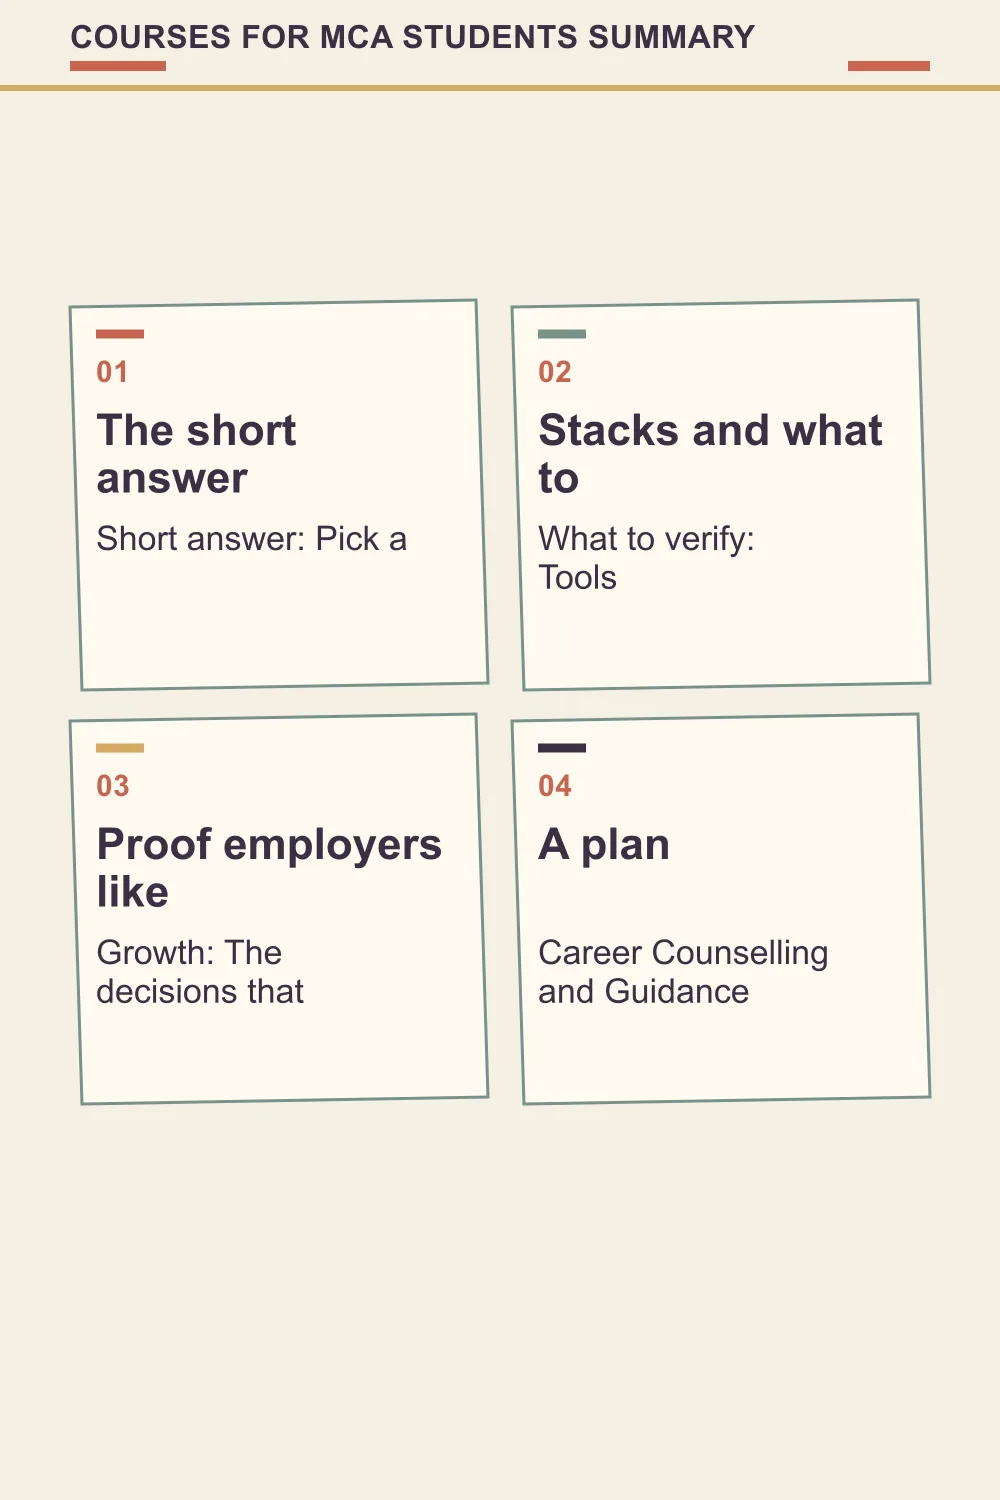 COURSES FOR MCA STUDENTS SUMMARY
01
The short
answer
Short answer: Pick a
02
Stacks and what
to
What to verify:
Tools
03
Proof employers
like
Growth: The
decisions that
04
A plan
Career Counselling
and Guidance